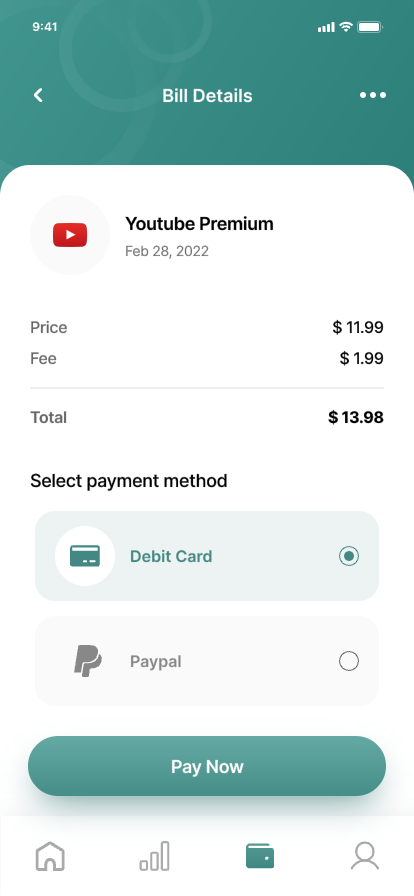 9:41
Bill Details
Youtube Premium
Feb 28, 2022
Price $ 11.99
Fee $ 1.99
Total $ 13.98
Select payment method
Debit Card
Paypal
Pay Now